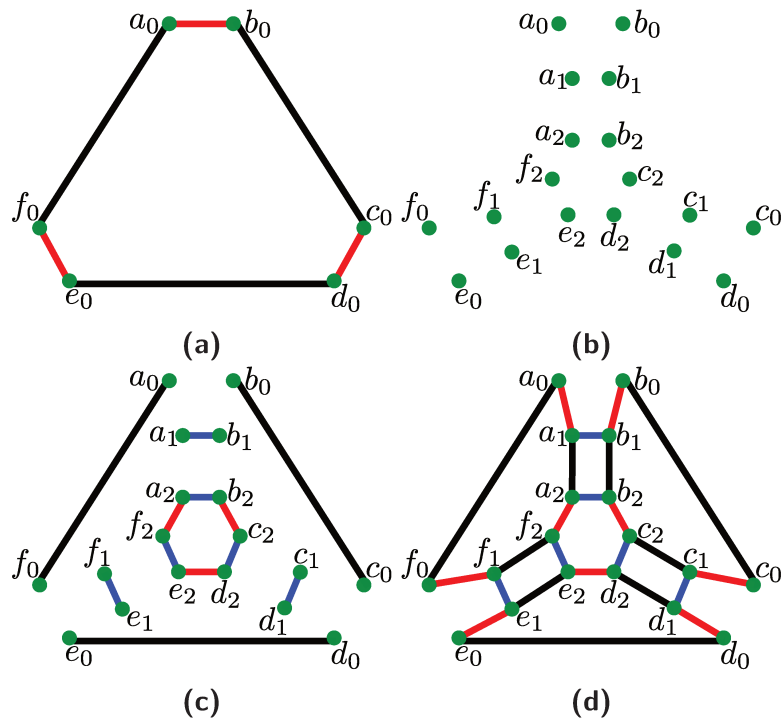 a₀ b₀
f₀ c₀
e₀ d₀
(a)
a₀ b₀
a₁ b₁
a₂ b₂
f₂ c₂
f₀ f₁ e₂ d₂ c₁ c₀
e₁ d₁
e₀ d₀
(b)
a₀ b₀
a₁ b₁
a₂ b₂
f₂ c₂
f₀ f₁ e₂ d₂ c₁ c₀
e₁ d₁
e₀ d₀
(c)
a₀ b₀
a₁ b₁
a₂ b₂
f₂ c₂
f₀ f₁ e₂ d₂ c₁ c₀
e₁ d₁
e₀ d₀
(d)